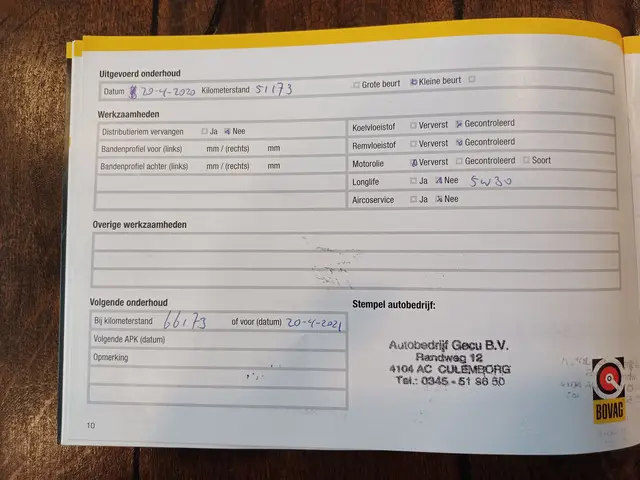 Uitgevoerd onderhoud
Datum 20-4-2020 Kilometerstand 51173 Grote beurt Kleine beurt
Werkzaamheden
Distributieriem vervangen Ja Nee
Bandenprofiel voor (links) mm / (rechts) mm
Bandenprofiel achter (links) mm / (rechts) mm
Koelvloeistof Ververst Gecontroleerd
Remvloeistof Ververst Gecontroleerd
Motorolie Ververst Gecontroleerd Soort
Longlife Ja Nee 5W30
Aircoservice Ja Nee
Overige werkzaamheden
Volgende onderhoud
Bij kilometerstand 66173 of voor (datum) 20-4-2021
Volgende APK (datum)
Opmerking
Stempel autobedrijf:
Autobedrijf Gecu B.V.
Randweg 12
4104 AC CULEMBORG
Tel.: 0345 - 51 86 50
BOVAG
10